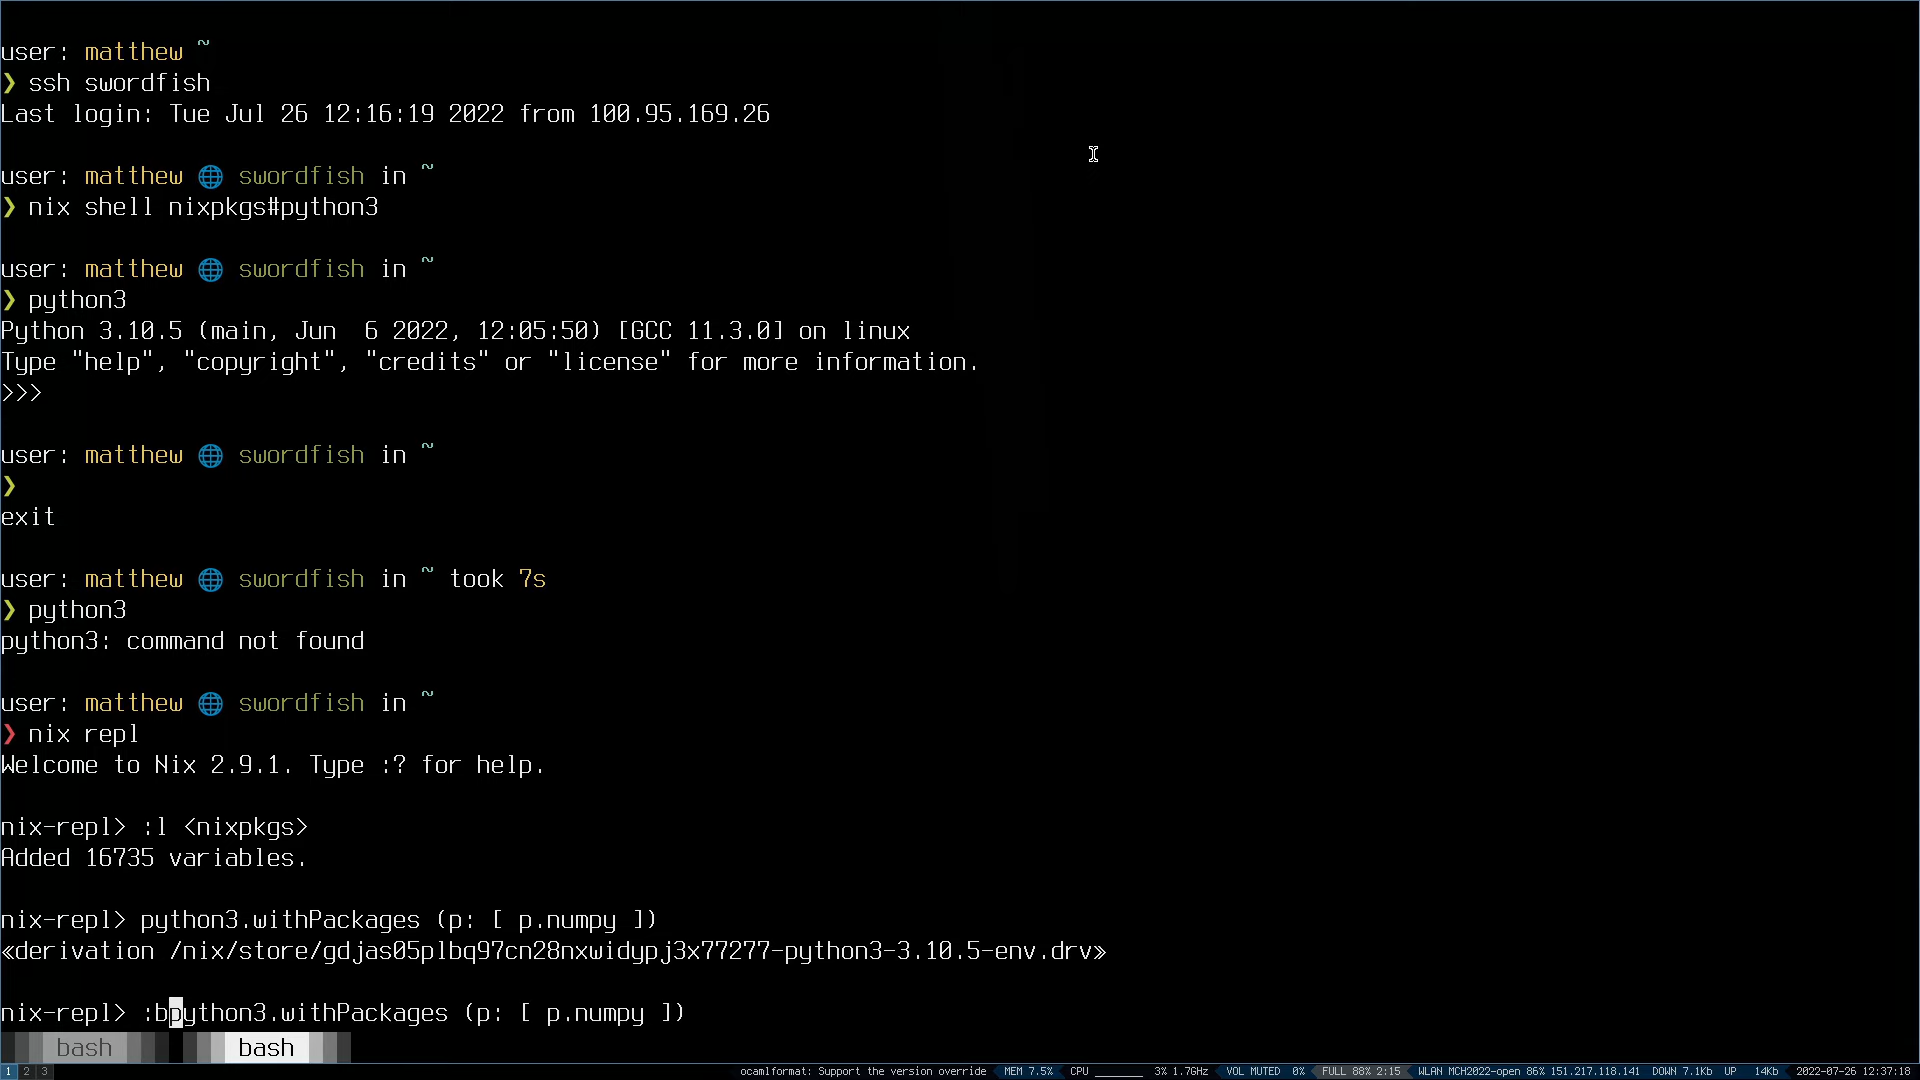 user: matthew ~
❯ ssh swordfish
Last login: Tue Jul 26 12:16:19 2022 from 100.95.169.26
user: matthew 🌐 swordfish in ~
❯ nix shell nixpkgs#python3
user: matthew 🌐 swordfish in ~
❯ python3
Python 3.10.5 (main, Jun  6 2022, 12:05:50) [GCC 11.3.0] on linux
Type "help", "copyright", "credits" or "license" for more information.
>>>
user: matthew 🌐 swordfish in ~
❯
exit
user: matthew 🌐 swordfish in ~ took 7s
❯ python3
python3: command not found
user: matthew 🌐 swordfish in ~
❯ nix repl
Welcome to Nix 2.9.1. Type :? for help.
nix-repl> :l <nixpkgs>
Added 16735 variables.
nix-repl> python3.withPackages (p: [ p.numpy ])
«derivation /nix/store/gdjas05plbq97cn28nxwidypj3x77277-python3-3.10.5-env.drv»
nix-repl> :bpython3.withPackages (p: [ p.numpy ])
bash bash
1 2 3 ocamlformat: Support the version override MEM 7.5% CPU 3% 1.7GHz VOL MUTED 0% FULL 88% 2:15 WLAN MCH2022-open 86% 151.217.118.141 DOWN 7.1Kb UP 14Kb 2022-07-26 12:37:18